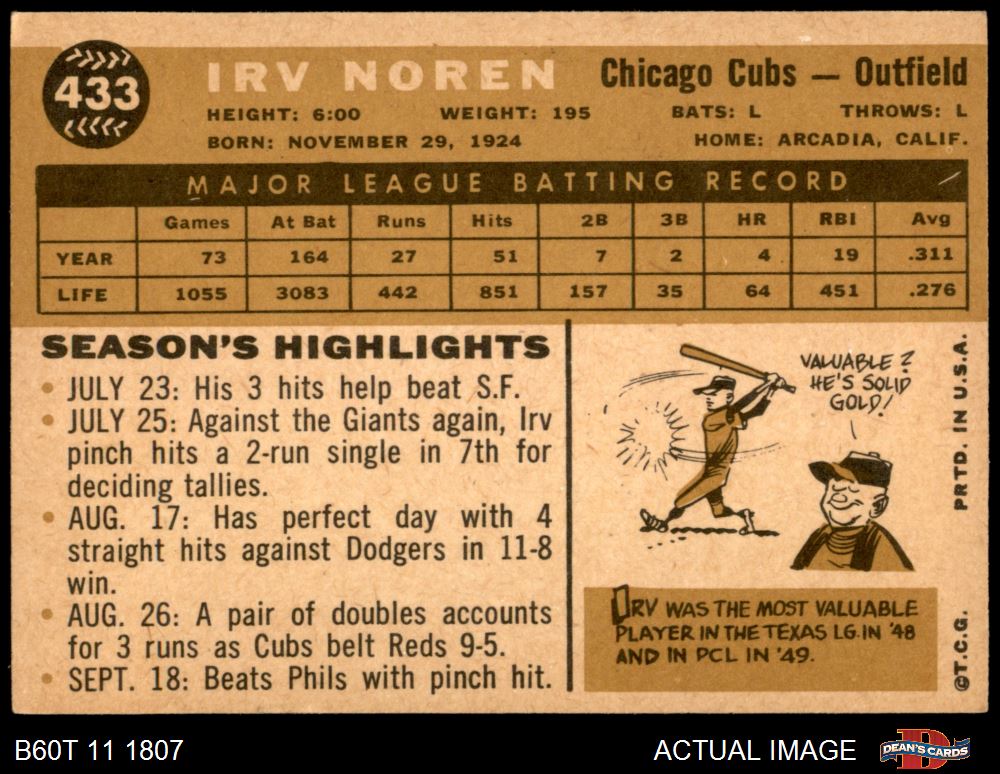 433
IRV NOREN
Chicago Cubs — Outfield
HEIGHT: 6:00 WEIGHT: 195 BATS: L THROWS: L
BORN: NOVEMBER 29, 1924 HOME: ARCADIA, CALIF.
MAJOR LEAGUE BATTING RECORD
Games At Bat Runs Hits 2B 3B HR RBI Avg
YEAR 73 164 27 51 7 2 4 19 .311
LIFE 1055 3083 442 851 157 35 64 451 .276
SEASON'S HIGHLIGHTS
• JULY 23: His 3 hits help beat S.F.
• JULY 25: Against the Giants again, Irv
pinch hits a 2-run single in 7th for
deciding tallies.
• AUG. 17: Has perfect day with 4
straight hits against Dodgers in 11-8
win.
• AUG. 26: A pair of doubles accounts
for 3 runs as Cubs belt Reds 9-5.
• SEPT. 18: Beats Phils with pinch hit.
VALUABLE?
HE'S SOLID
GOLD!
IRV WAS THE MOST VALUABLE
PLAYER IN THE TEXAS LG. IN '48
AND IN PCL IN '49.
©T.C.G. PRTD. IN U.S.A.
B60T 11 1807
ACTUAL IMAGE
DEAN'S CARDS